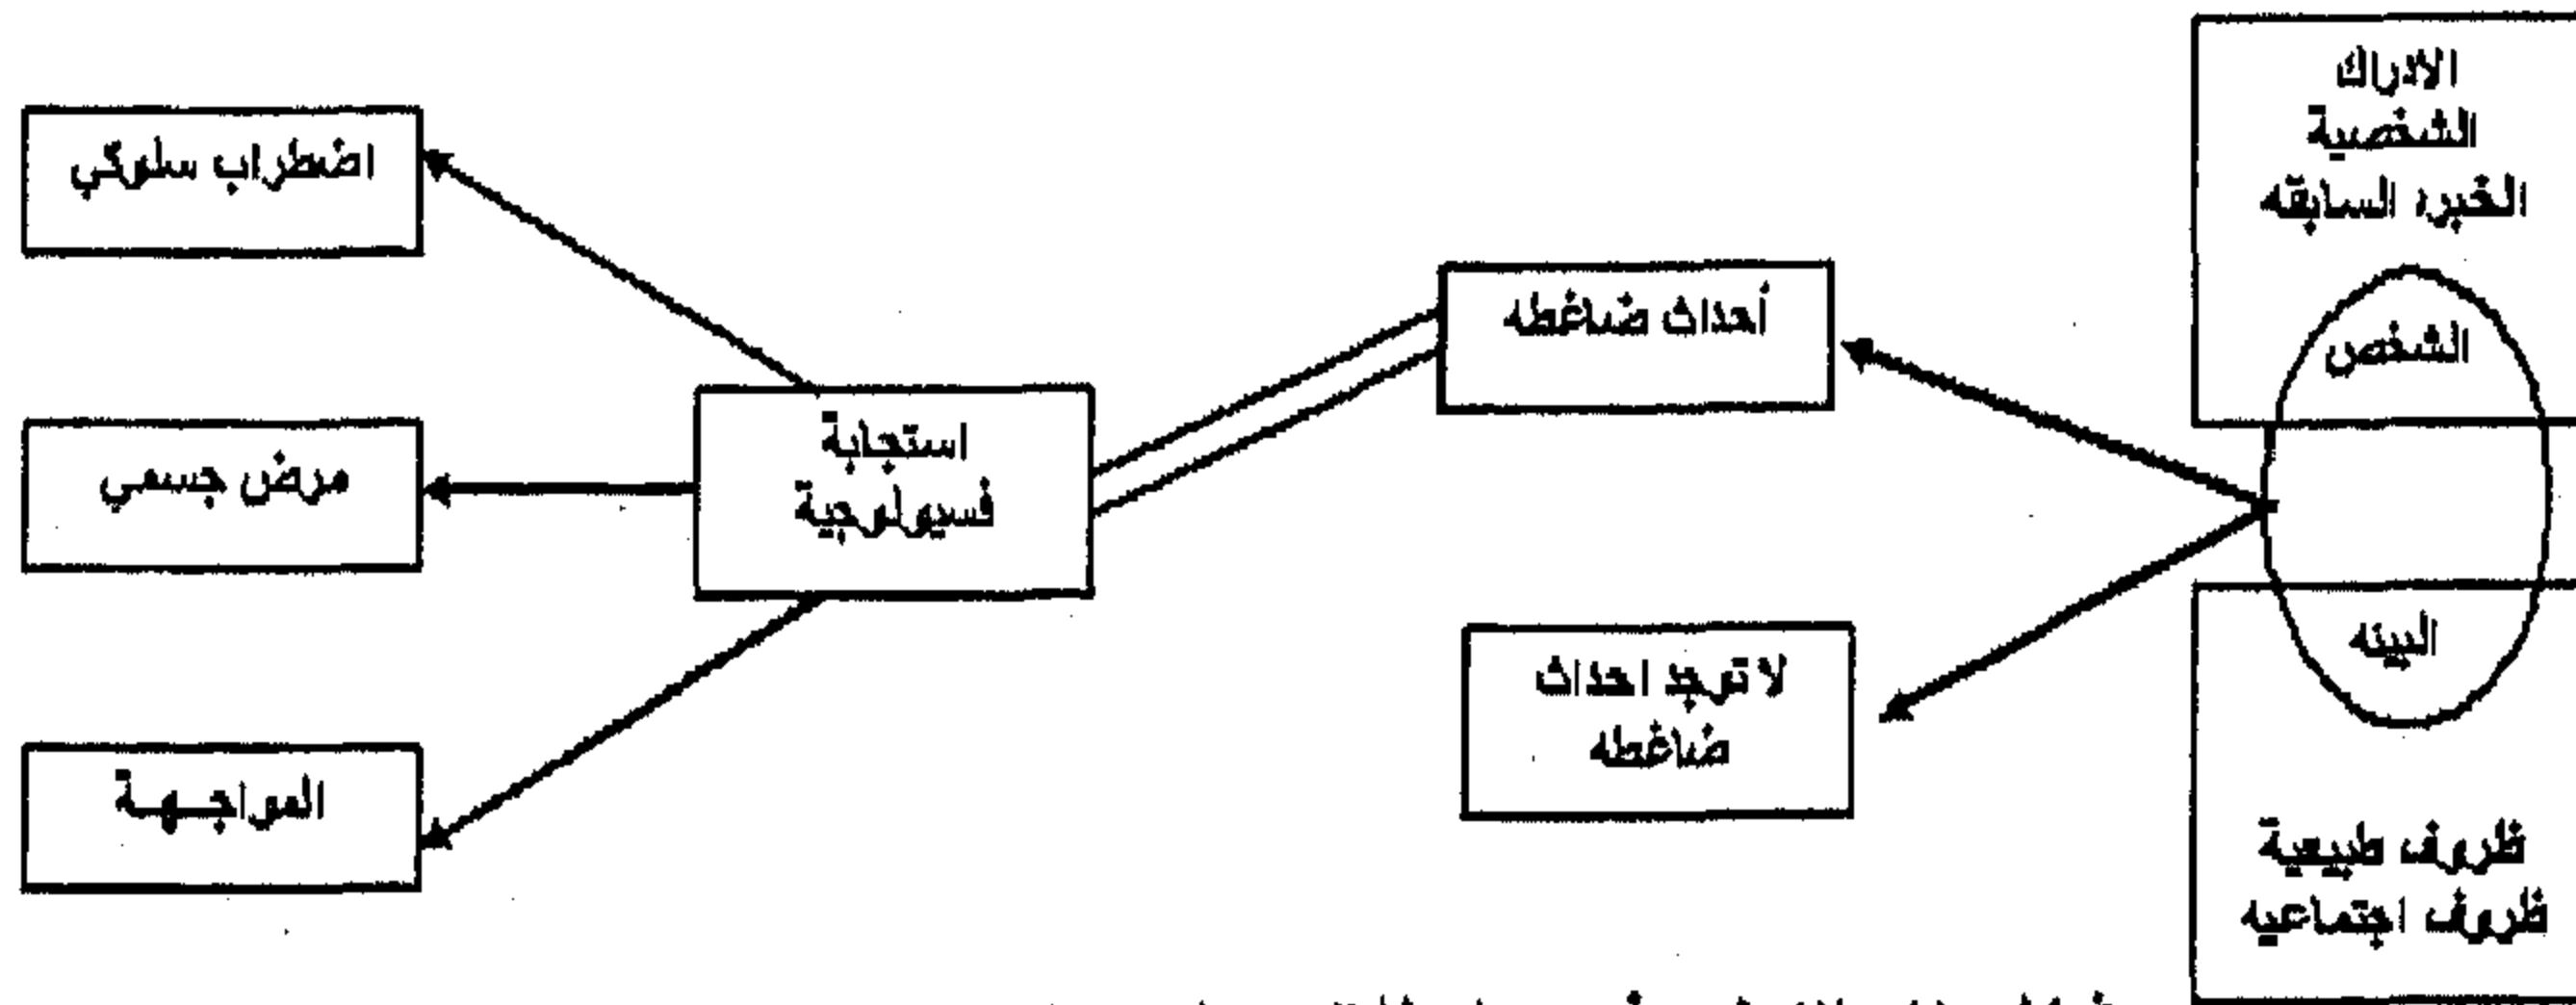 الادراك
الشخصية
الخبره السابقه
الشخص
البيئه
ظروف طبيعية
ظروف اجتماعيه
أحداث ضاغطه
لا توجد احداث
ضاغطه
استجابة
فسيولوجية
اضطراب سلوكي
مرض جسمي
المواجهة